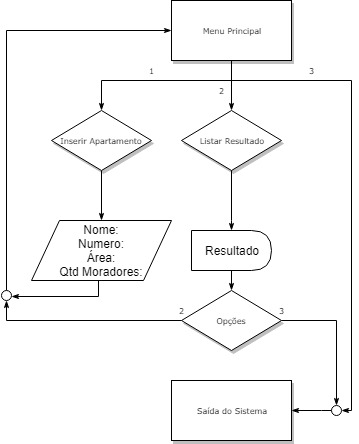 Menu Principal
1
3
2
Inserir Apartamento
Listar Resultado
Nome:
Numero:
Área:
Qtd Moradores:
Resultado
2
3
Opções
Saída do Sistema